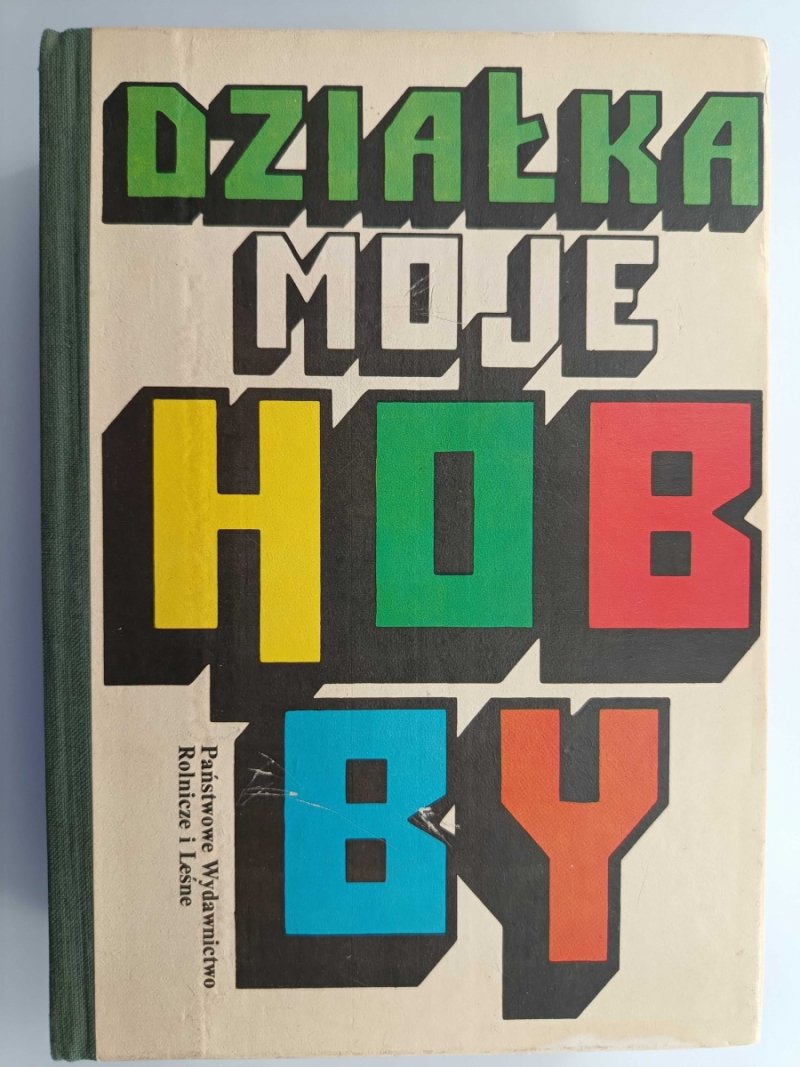 DZIAŁKA
MOJE
HOB
BY
Państwowe Wydawnictwo
Rolnicze i Leśne